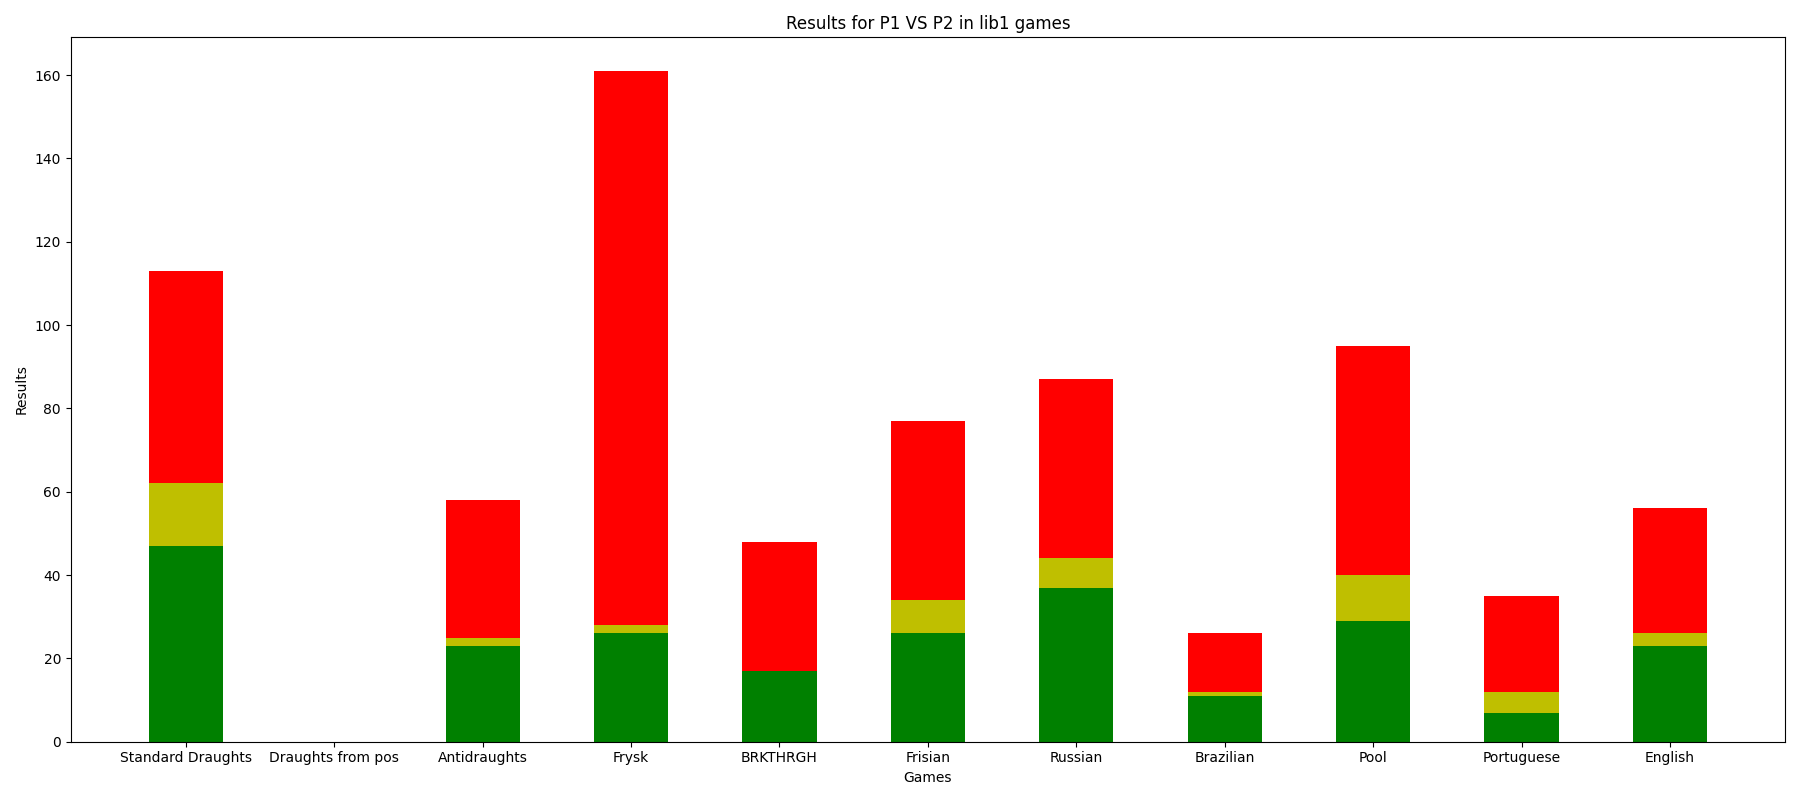 Results for P1 VS P2 in lib1 games
Results
160
140
120
100
80
60
40
20
0
Standard Draughts Draughts from pos Antidraughts Frysk BRKTHRGH Frisian Russian Brazilian Pool Portuguese English
Games